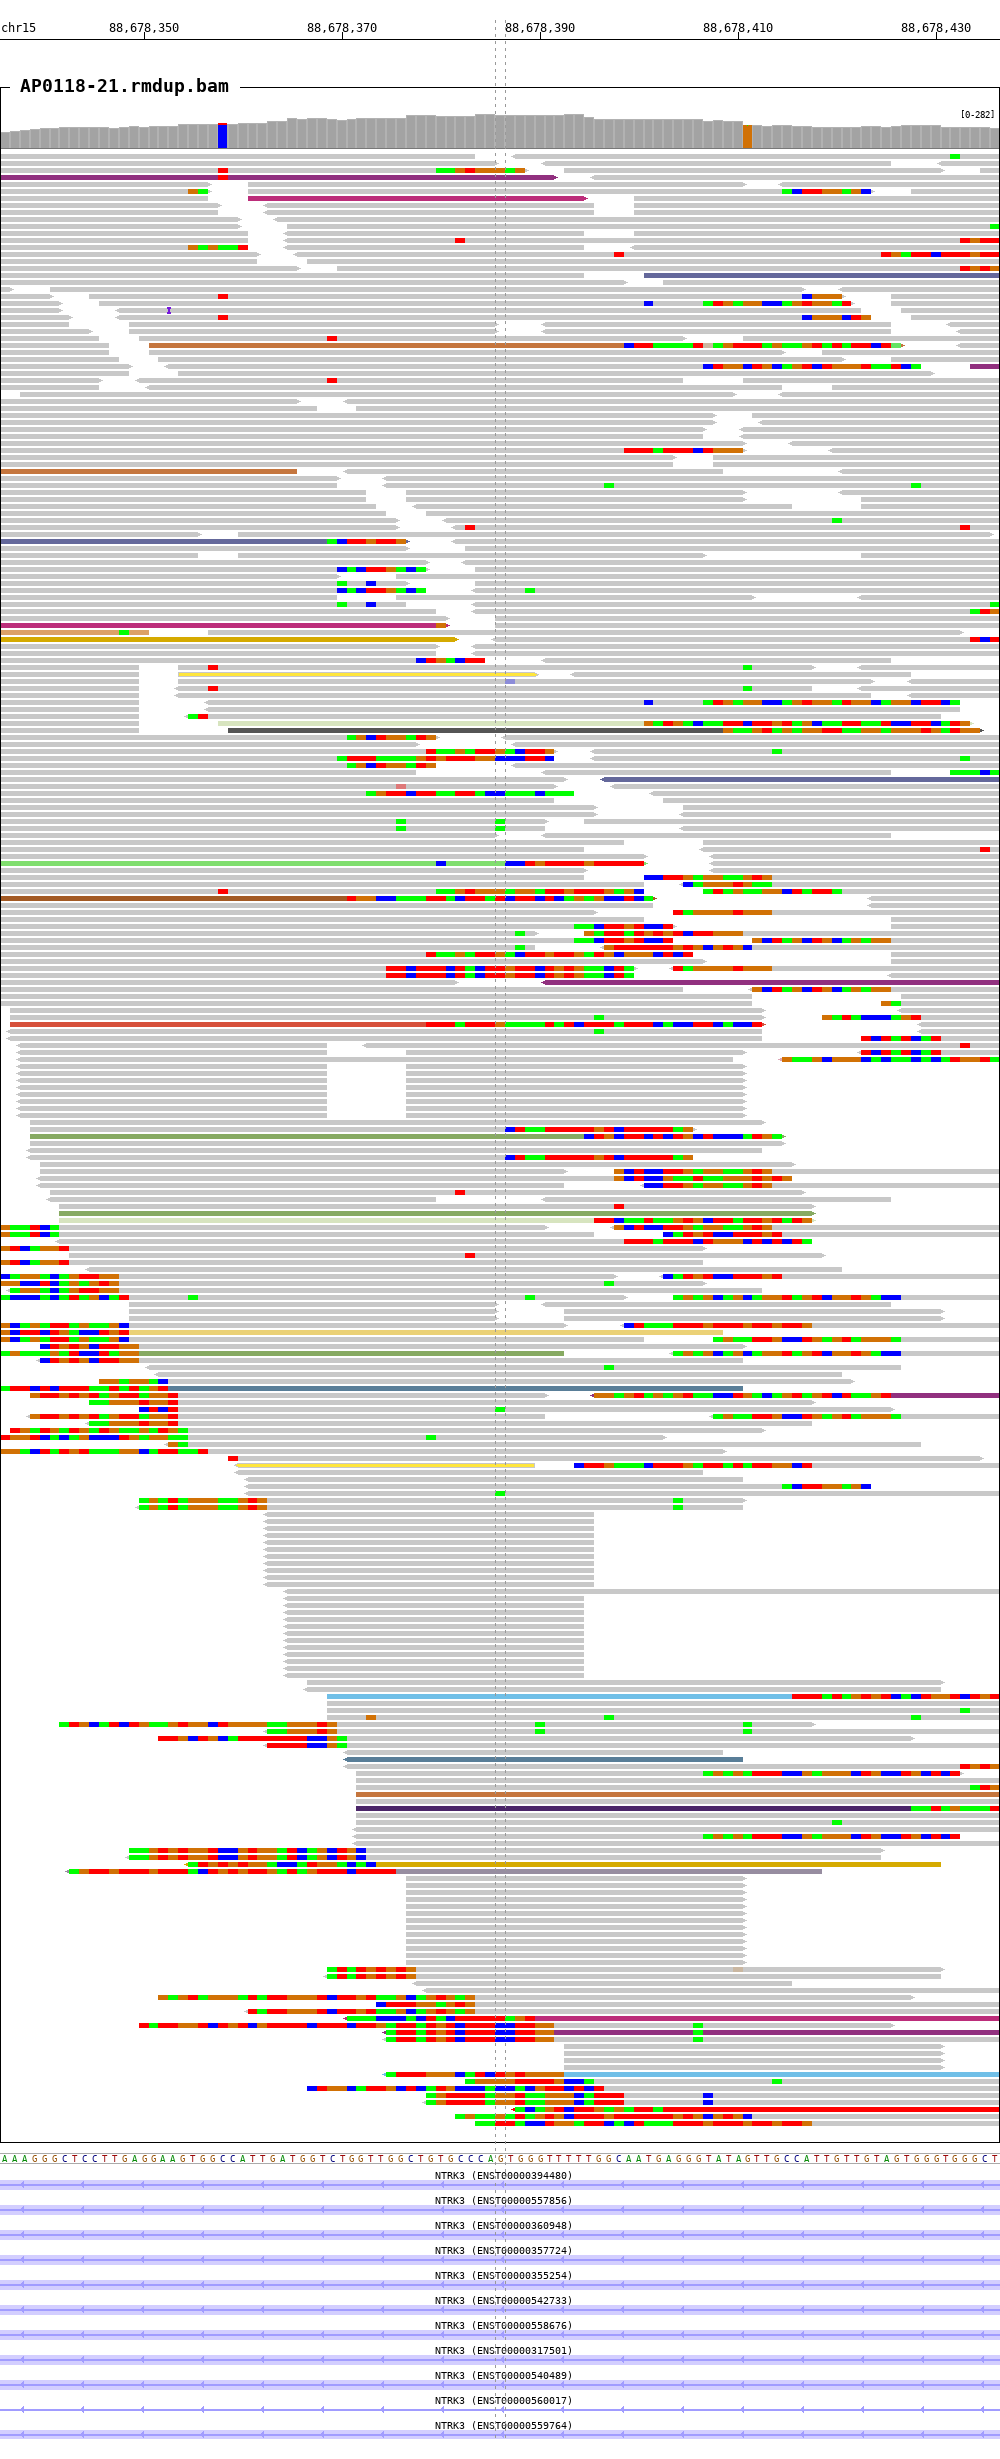 chr15 88,678,350 88,678,370 88,678,390 88,678,410 88,678,430
AP0118-21.rmdup.bam
[0-282]
A A A G G G C T C C T T G A G G A A G T G G C C A T T G A T G G T C T G G T T G G C T G T G C C C A G T G G G T T T T T G G C A A T G A G G G T A T A G T T G C C A T T G T T G T A G T G G G T G G G C T
NTRK3 (ENST00000394480)
NTRK3 (ENST00000557856)
NTRK3 (ENST00000360948)
NTRK3 (ENST00000357724)
NTRK3 (ENST00000355254)
NTRK3 (ENST00000542733)
NTRK3 (ENST00000558676)
NTRK3 (ENST00000317501)
NTRK3 (ENST00000540489)
NTRK3 (ENST00000560017)
NTRK3 (ENST00000559764)